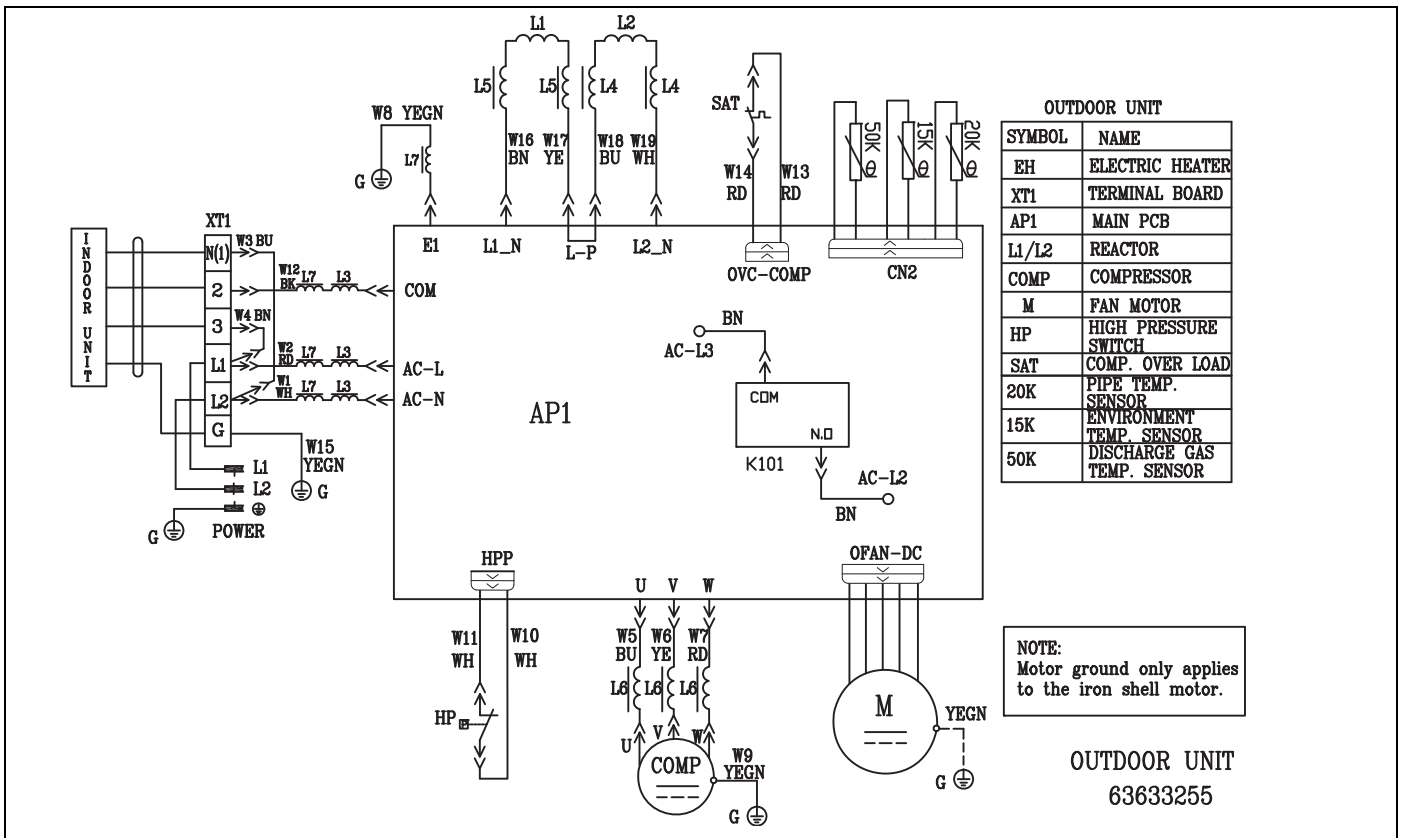 L1
L2
L5
L5
L4
L4
W8 YEGN
L7
G
W16
BN
W17
YE
W18
BU
W19
WH
SAT
W14
RD
W13
RD
50K θ
15K θ
20K θ
E1
L1_N
L-P
L2_N
OVC-COMP
CN2
INDOOR UNIT
XT1
N(1)
2
3
L1
L2
G
W3 BU
W12
BK
L7
L3
COM
W4 BN
W2
RD
L7
L3
AC-L
W1
WH
L7
L3
AC-N
W15
YEGN
G
L1
L2
G
POWER
AP1
BN
AC-L3
COM
N.O
K101
AC-L2
BN
HPP
U
V
W
OFAN-DC
W11
WH
W10
WH
HP
P
W5
BU
W6
YE
W7
RD
L6
L6
L6
U
V
W
COMP
W9
YEGN
G
M
YEGN
G
OUTDOOR UNIT
SYMBOL NAME
EH ELECTRIC HEATER
XT1 TERMINAL BOARD
AP1 MAIN PCB
L1/L2 REACTOR
COMP COMPRESSOR
M FAN MOTOR
HP HIGH PRESSURE
SWITCH
SAT COMP. OVER LOAD
20K PIPE TEMP.
SENSOR
15K ENVIRONMENT
TEMP. SENSOR
50K DISCHARGE GAS
TEMP. SENSOR
NOTE:
Motor ground only applies
to the iron shell motor.
OUTDOOR UNIT
63633255